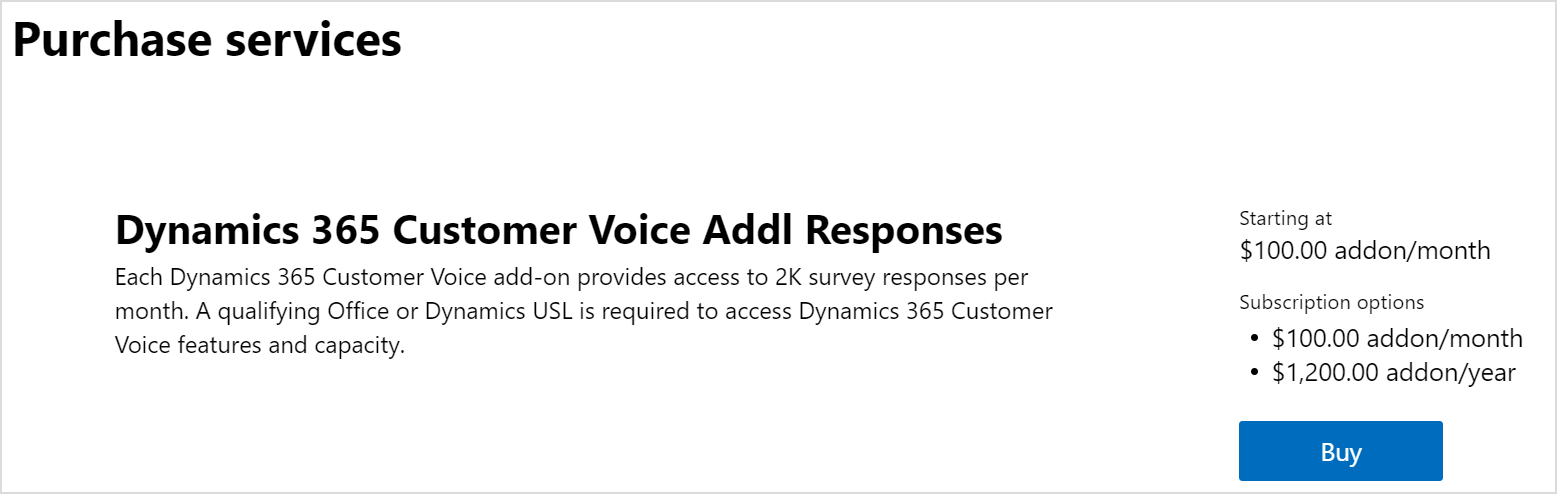 Purchase services
Dynamics 365 Customer Voice Addl Responses
Each Dynamics 365 Customer Voice add-on provides access to 2K survey responses per
month. A qualifying Office or Dynamics USL is required to access Dynamics 365 Customer
Voice features and capacity.
Starting at
$100.00 addon/month
Subscription options
• $100.00 addon/month
• $1,200.00 addon/year
Buy